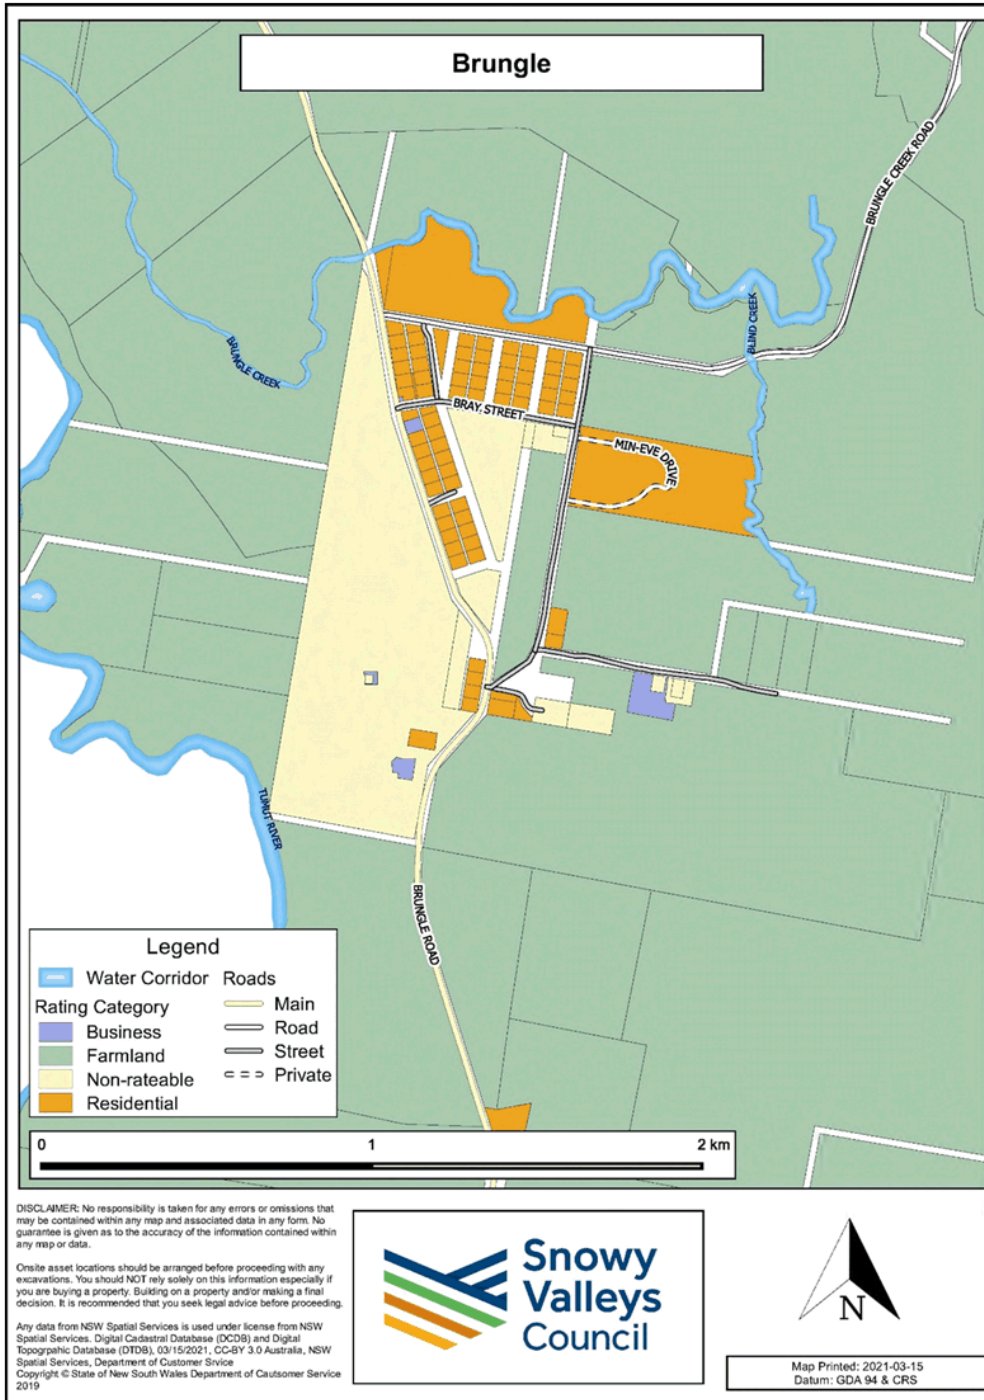 Brungle
BRUNGLE CREEK ROAD
BLIND CREEK
BRUNGLE CREEK
BRAY STREET
MIN-EVE DRIVE
TUMUT RIVER
BRUNGLE ROAD
Legend
Water Corridor
Roads
Rating Category
Main
Business
Road
Farmland
Street
Non-rateable
Private
Residential
0 1 2 km
DISCLAIMER: No responsibility is taken for any errors or omissions that
may be contained within any map and associated data in any form. No
guarantee is given as to the accuracy of the information contained within
any map or data.
Onsite asset locations should be arranged before proceeding with any
excavations. You should NOT rely solely on this information especially if
you are buying a property. Building on a property and/or making a final
decision. It is recommended that you seek legal advice before proceeding.
Any data from NSW Spatial Services is used under license from NSW
Spatial Services. Digital Cadastral Database (DCDB) and Digital
Topogrpahic Database (DTDB), 03/15/2021, CC-BY 3.0 Australia, NSW
Spatial Services, Department of Customer Srvice
Copyright © State of New South Wales Department of Cautsomer Service
2019
Snowy
Valleys
Council
N
Map Printed: 2021-03-15
Datum: GDA 94 & CRS